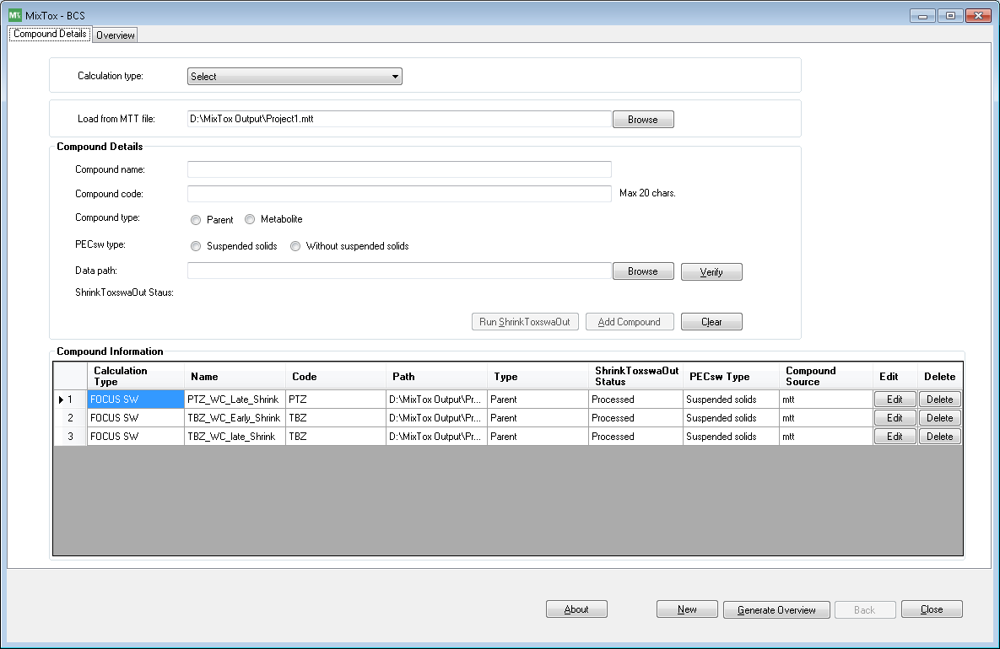 MixTox - BCS
Compound Details Overview
Calculation type: Select
Load from MTT file: D:\MixTox Output\Project1.mtt Browse
Compound Details
Compound name:
Compound code: Max 20 chars.
Compound type: Parent Metabolite
PECsw type: Suspended solids Without suspended solids
Data path: Browse Verify
ShrinkToxswaOut Staus:
Run ShrinkToxswaOut Add Compound Clear
Compound Information
Calculation Type Name Code Path Type ShrinkToxswaOut Status PECsw Type Compound Source Edit Delete
1 FOCUS SW PTZ_WC_Late_Shrink PTZ D:\MixTox Output\Pr... Parent Processed Suspended solids mtt Edit Delete
2 FOCUS SW TBZ_WC_Early_Shrink TBZ D:\MixTox Output\Pr... Parent Processed Suspended solids mtt Edit Delete
3 FOCUS SW TBZ_WC_late_Shrink TBZ D:\MixTox Output\Pr... Parent Processed Suspended solids mtt Edit Delete
About New Generate Overview Back Close